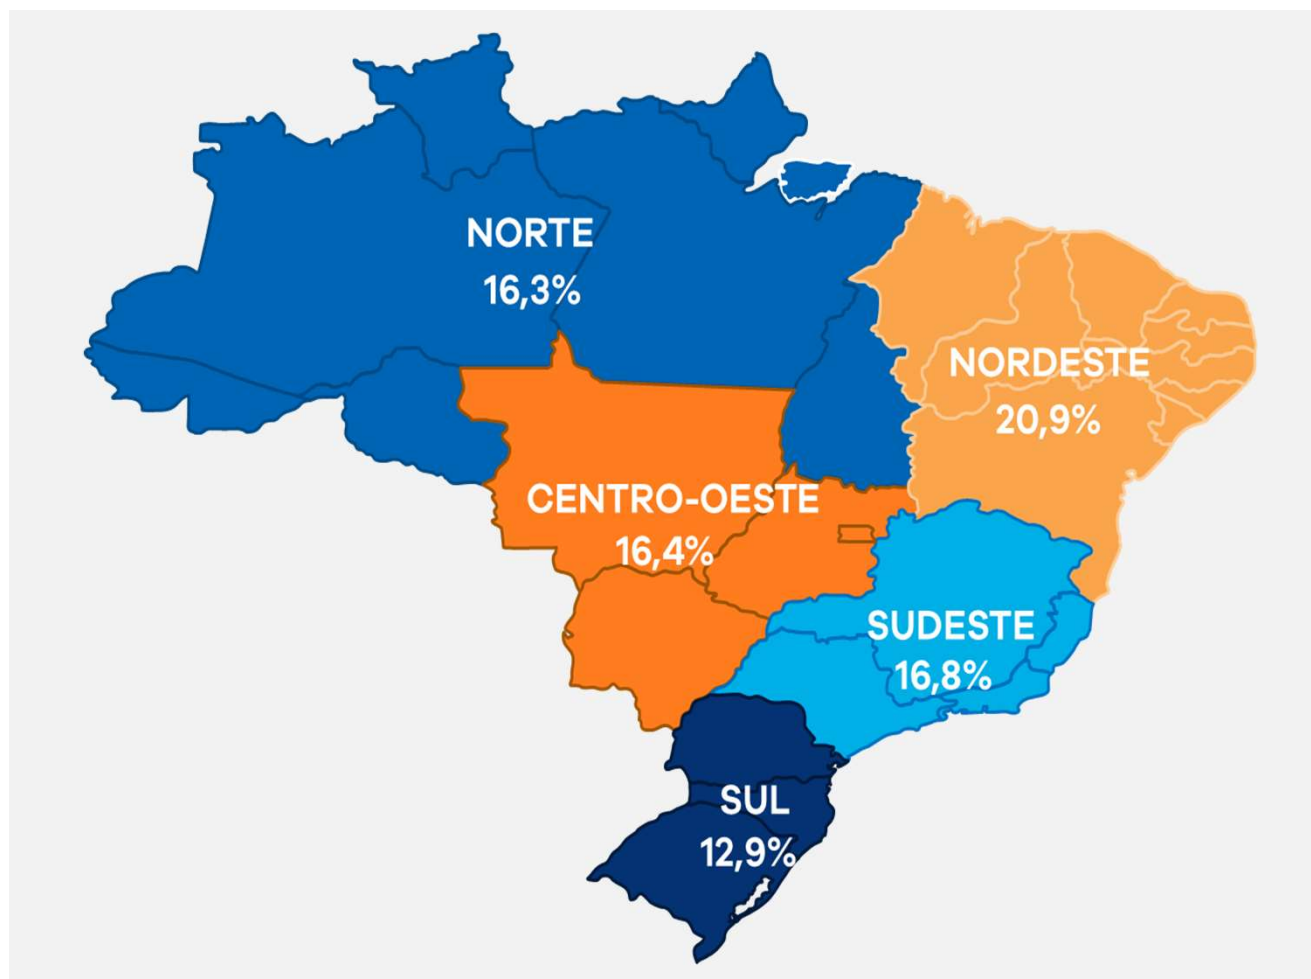 NORTE
16,3%
NORDESTE
20,9%
CENTRO-OESTE
16,4%
SUDESTE
16,8%
SUL
12,9%